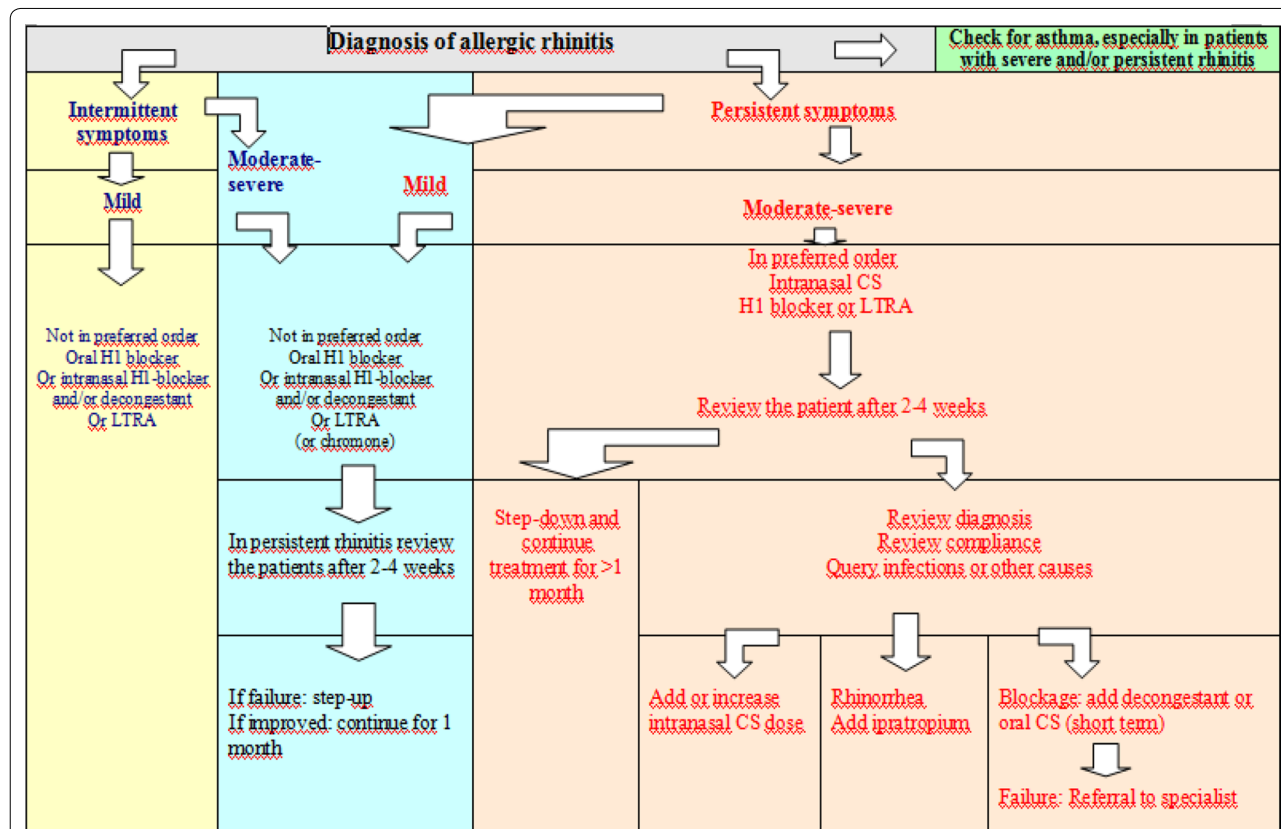 Diagnosis of allergic rhinitis
Check for asthma, especially in patients
with severe and/or persistent rhinitis
Intermittent
symptoms
Mild
Not in preferred order
Oral H1 blocker
Or intranasal H1-blocker
and/or decongestant
Or LTRA
Moderate-
severe
Mild
Not in preferred order
Oral H1 blocker
Or intranasal H1-blocker
and/or decongestant
Or LTRA
(or chromone)
In persistent rhinitis review
the patients after 2-4 weeks
If failure: step-up
If improved: continue for 1
month
Persistent symptoms
Moderate-severe
In preferred order
Intranasal CS
H1 blocker or LTRA
Review the patient after 2-4 weeks
Step-down and
continue
treatment for >1
month
Review diagnosis
Review compliance
Query infections or other causes
Add or increase
intranasal CS dose
Rhinorrhea
Add ipratropium
Blockage: add decongestant or
oral CS (short term)
Failure: Referral to specialist